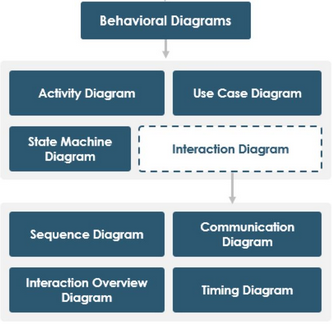 Behavioral Diagrams
Activity Diagram
Use Case Diagram
State Machine
Diagram
Interaction Diagram
Sequence Diagram
Communication
Diagram
Interaction Overview
Diagram
Timing Diagram